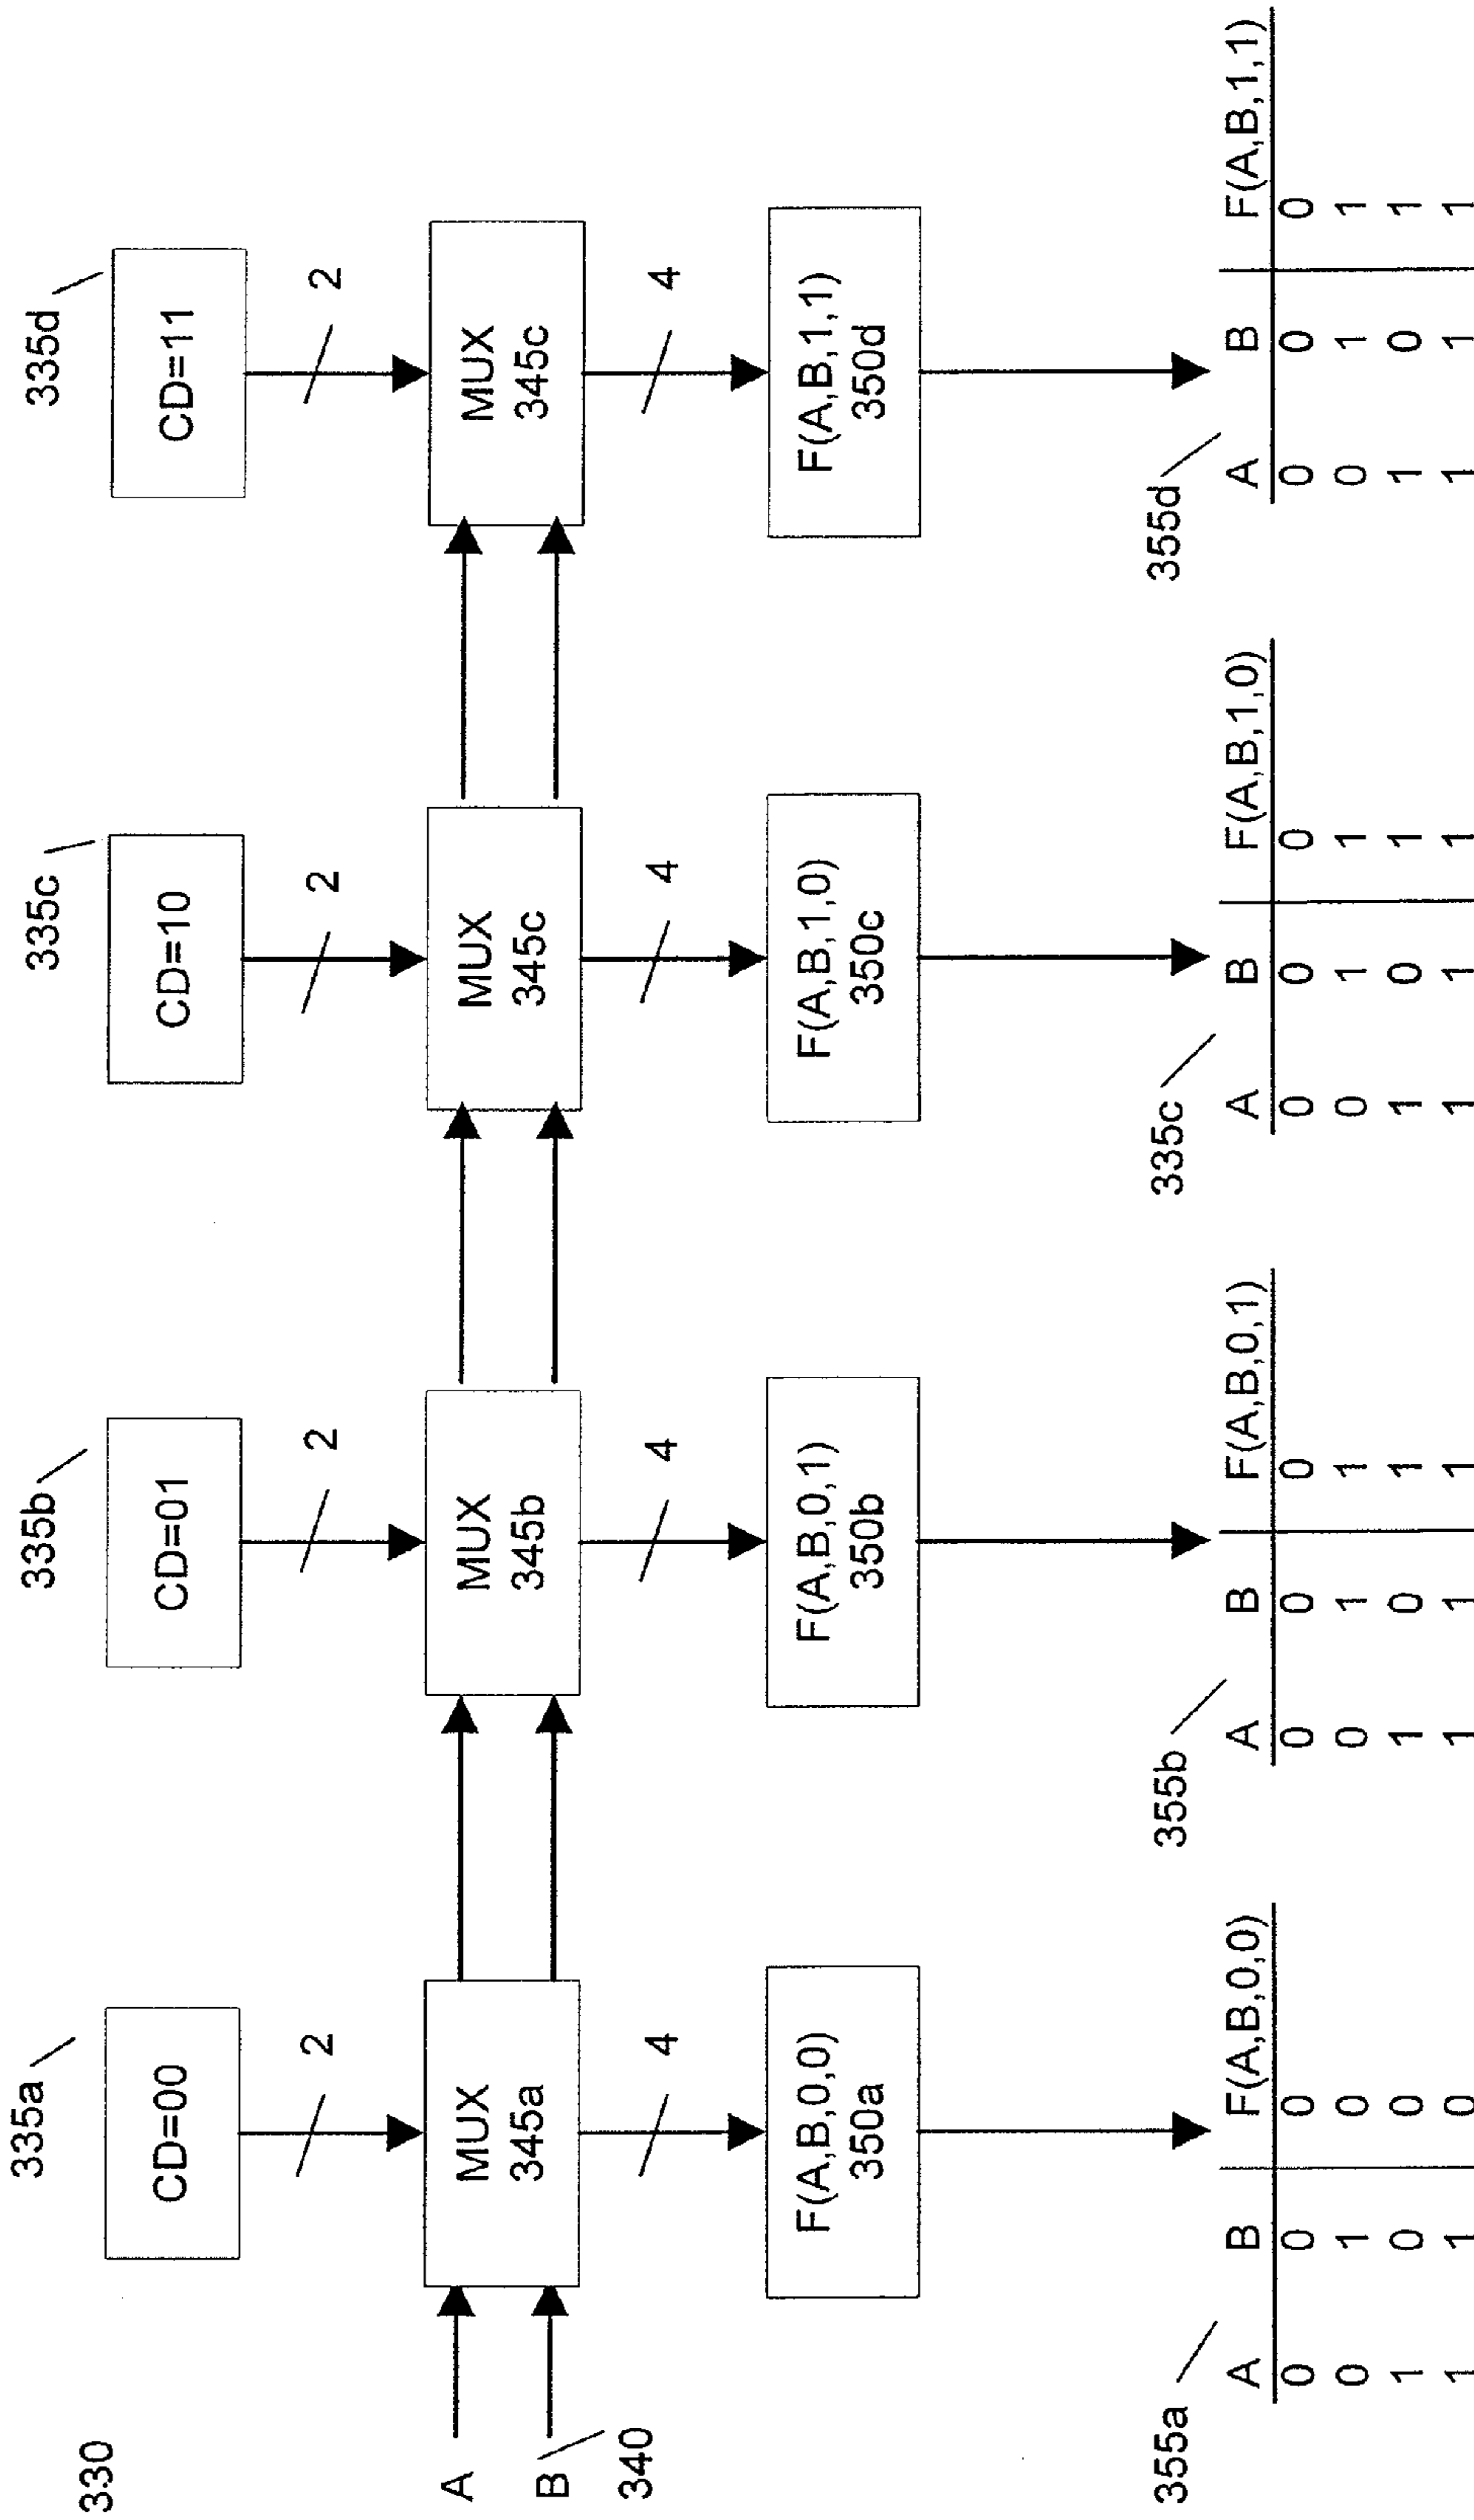 330
335a
335b
335c
335d
CD=00
CD=01
CD=10
CD=11
2
2
2
2
A
B
340
MUX
345a
MUX
345b
MUX
345c
MUX
345c
4
4
4
4
F(A,B,0,0)
350a
F(A,B,0,1)
350b
F(A,B,1,0)
350c
F(A,B,1,1)
350d
355a
A B F(A,B,0,0)
0 0 0
0 1 0
1 0 0
1 1 0
355b
A B F(A,B,0,1)
0 0 0
0 1 1
1 0 1
1 1 1
335c
A B F(A,B,1,0)
0 0 0
0 1 1
1 0 1
1 1 1
355d
A B F(A,B,1,1)
0 0 0
0 1 1
1 0 1
1 1 1